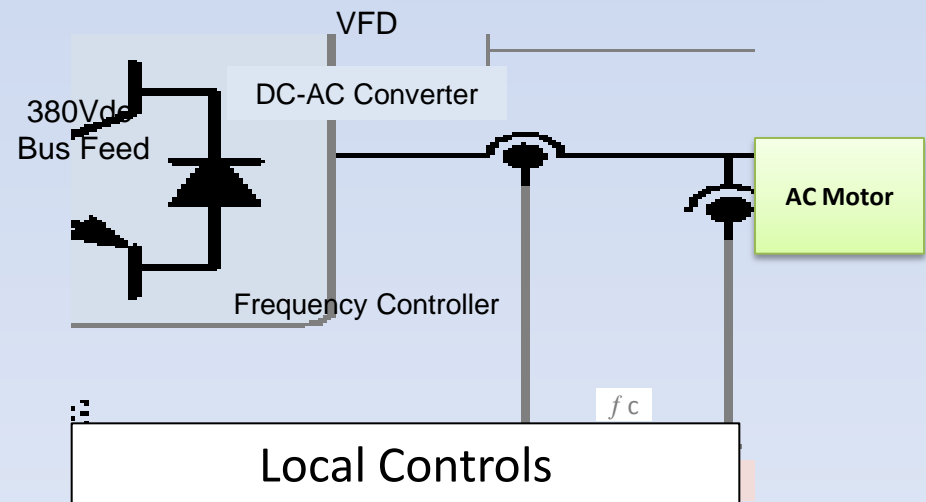 VFD
DC-AC Converter
380Vdc
Bus Feed
AC Motor
Frequency Controller
f c
Local Controls